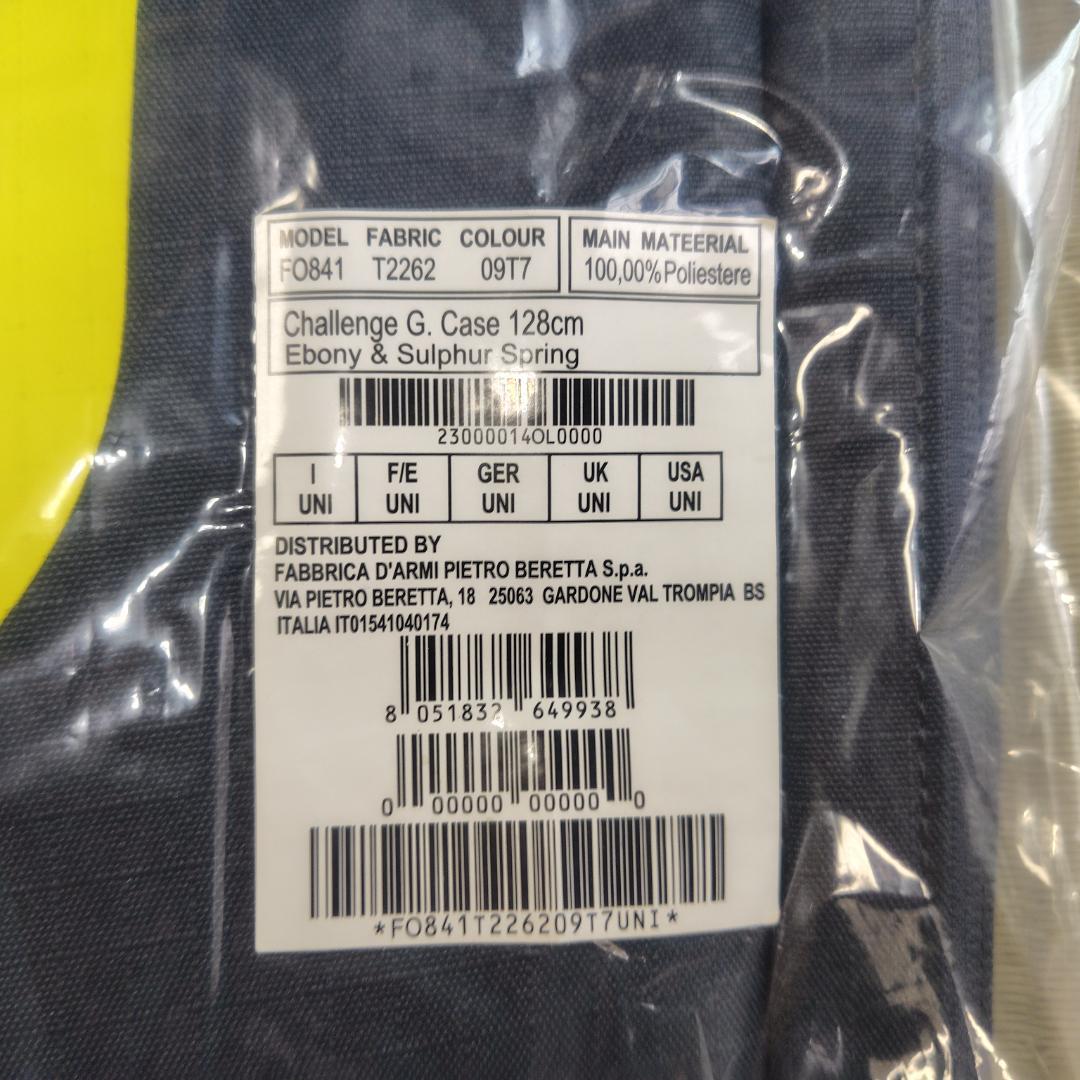 MODEL FABRIC COLOUR
FO841 T2262 09T7
MAIN MATEERIAL
100,00%Poliestere
Challenge G. Case 128cm
Ebony & Sulphur Spring
23000014OL0000
I F/E GER UK USA
UNI UNI UNI UNI UNI
DISTRIBUTED BY
FABBRICA D'ARMI PIETRO BERETTA S.p.a.
VIA PIETRO BERETTA, 18 25063 GARDONE VAL TROMPIA BS
ITALIA IT01541040174
8 051832 649938
0 00000 00000 0
*FO841T226209T7UNI*